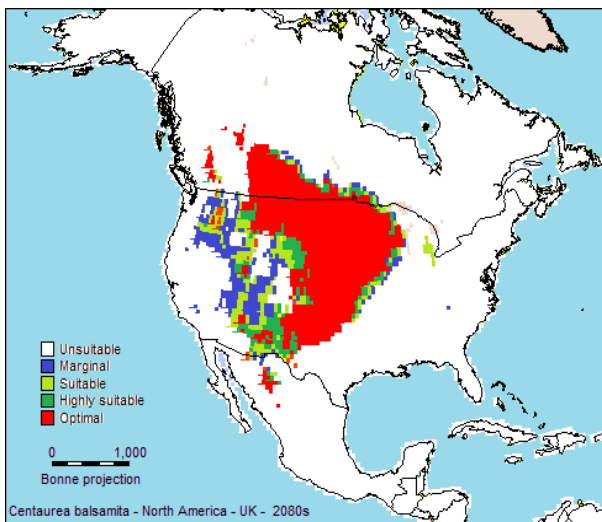 Unsuitable
Marginal
Suitable
Highly suitable
Optimal
0 1,000
Bonne projection
Centaurea balsamita - North America - UK - 2080s